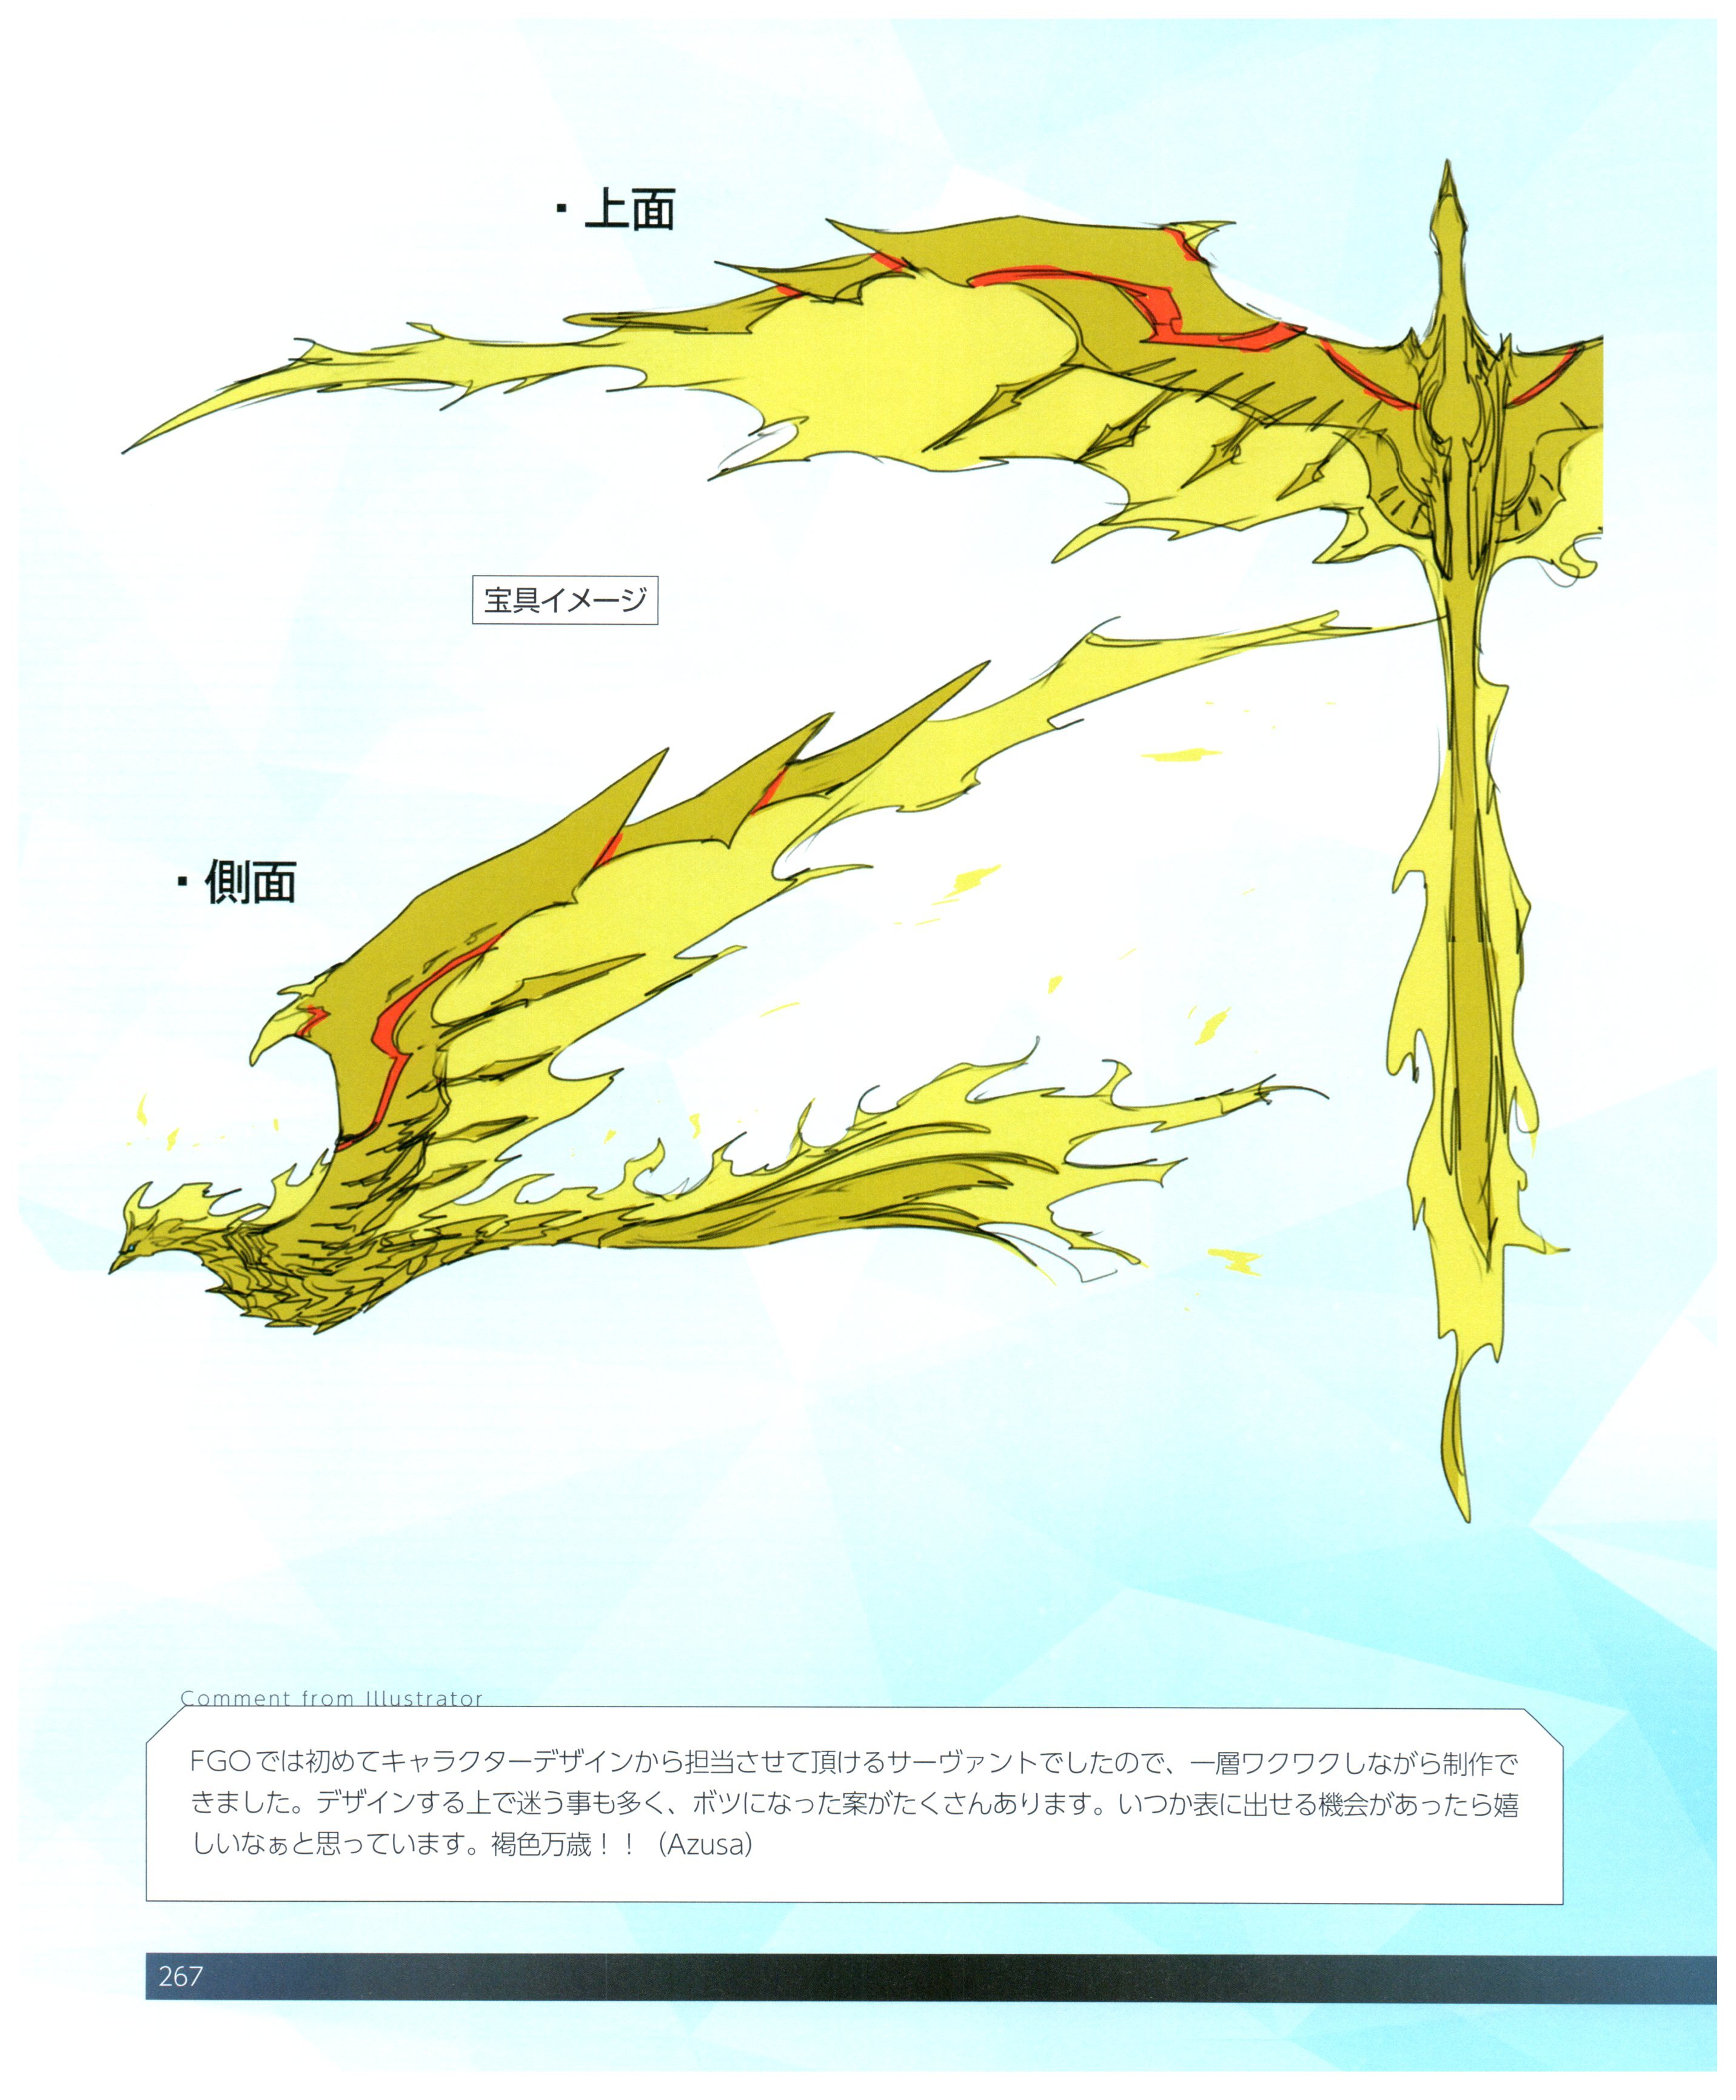 ・上面
宝具イメージ
・側面
Comment from Illustrator
FGOでは初めてキャラクターデザインから担当させて頂けるサーヴァントでしたので、一層ワクワクしながら制作で
きました。デザインする上で迷う事も多く、ボツになった案がたくさんあります。いつか表に出せる機会があったら嬉
しいなぁと思っています。褐色万歳！！（Azusa）
267